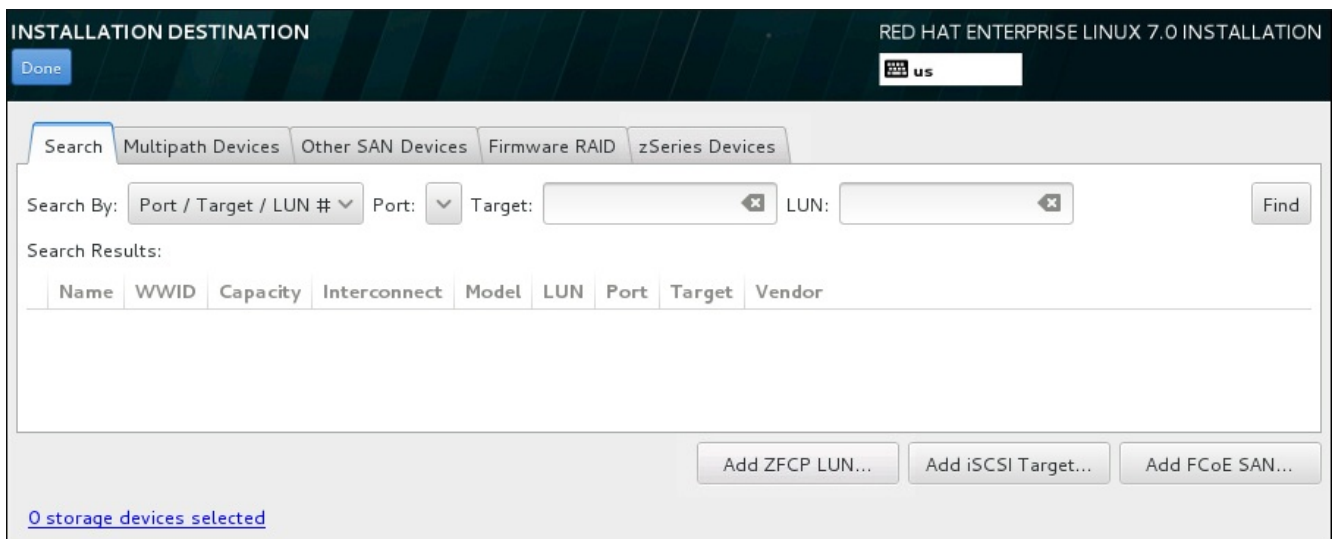 INSTALLATION DESTINATION
RED HAT ENTERPRISE LINUX 7.0 INSTALLATION
Done
us
Search Multipath Devices Other SAN Devices Firmware RAID zSeries Devices
Search By: Port / Target / LUN # Port: Target: LUN: Find
Search Results:
Name WWID Capacity Interconnect Model LUN Port Target Vendor
Add ZFCP LUN... Add iSCSI Target... Add FCoE SAN...
0 storage devices selected